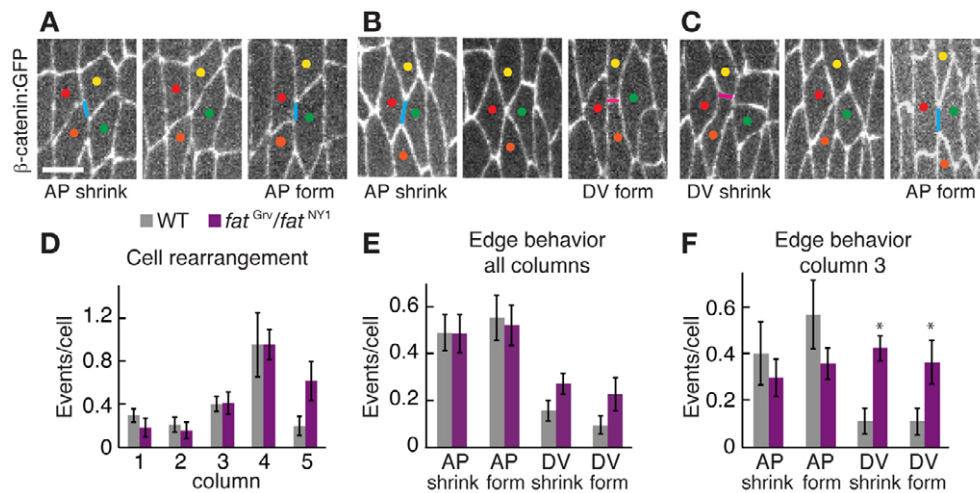 A
B
C
β-catenin:GFP
AP shrink
AP form
AP shrink
DV form
DV shrink
AP form
WT
fat Grv/fat NY1
D
Cell rearrangement
Events/cell
1.2
0.8
0.4
0
1 2 3 4 5
column
E
Edge behavior
all columns
Events/cell
0.6
0.4
0.2
0
AP shrink
AP form
DV shrink
DV form
F
Edge behavior
column 3
Events/cell
0.6
0.4
0.2
0
*
*
AP shrink
AP form
DV shrink
DV form